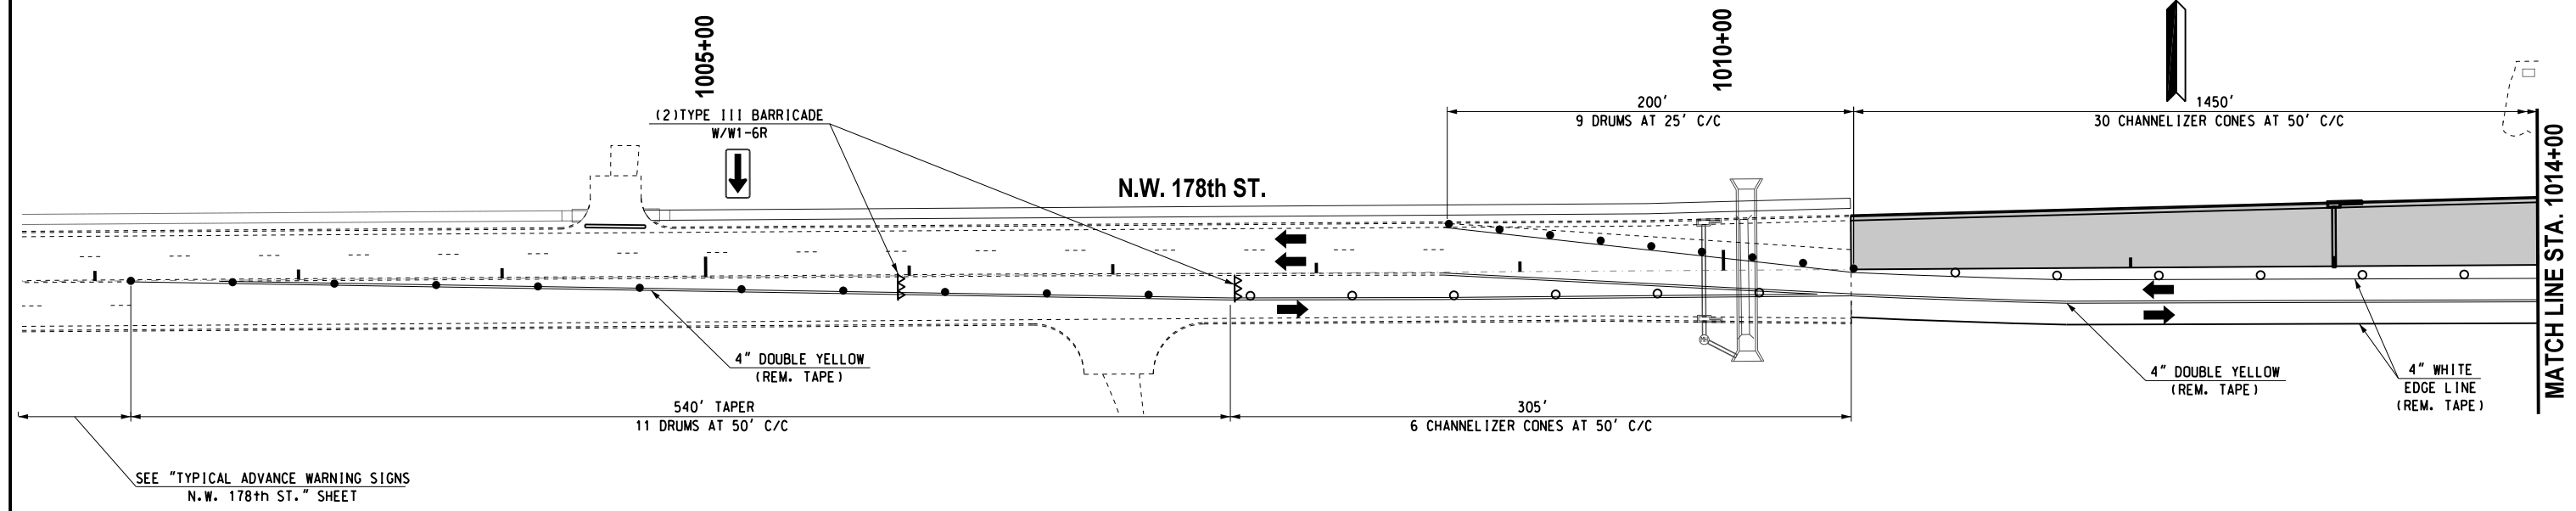 1005+00
1010+00
(2)TYPE III BARRICADE
W/W1-6R
200'
9 DRUMS AT 25' C/C
1450'
30 CHANNELIZER CONES AT 50' C/C
N.W. 178th ST.
MATCH LINE STA. 1014+00
4" DOUBLE YELLOW
(REM. TAPE)
4" DOUBLE YELLOW
(REM. TAPE)
4" WHITE
EDGE LINE
(REM. TAPE)
540' TAPER
11 DRUMS AT 50' C/C
305'
6 CHANNELIZER CONES AT 50' C/C
SEE "TYPICAL ADVANCE WARNING SIGNS
N.W. 178th ST." SHEET